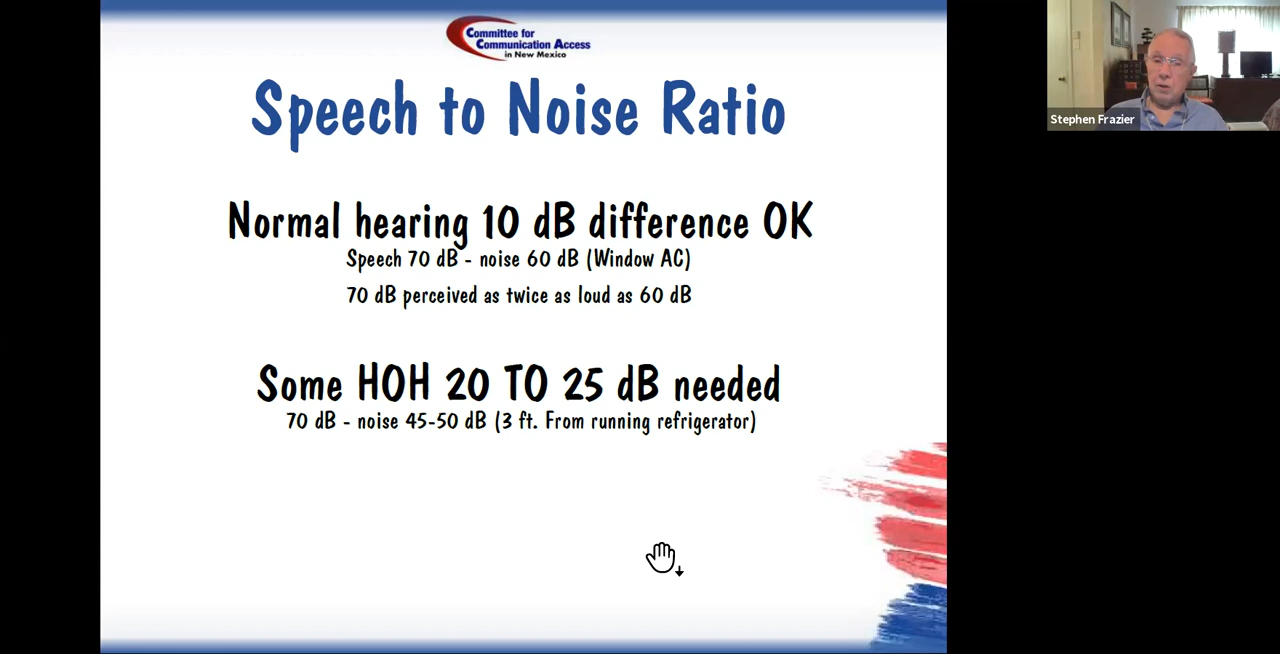 Committee for
Communication Access
in New Mexico
Speech to Noise Ratio
Normal hearing 10 dB difference OK
Speech 70 dB - noise 60 dB (Window AC)
70 dB perceived as twice as loud as 60 dB
Some HOH 20 TO 25 dB needed
70 dB - noise 45-50 dB (3 ft. From running refrigerator)
Stephen Frazier